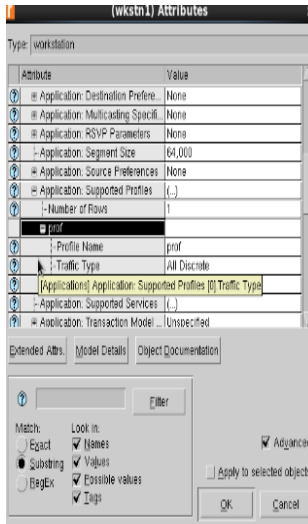 (wkstn1) Attributes
Type: workstation
Attribute Value
Application: Destination Prefere... None
Application: Multicasting Specifi... None
Application: RSVP Parameters None
Application: Segment Size 64,000
Application: Source Preferences None
Application: Supported Profiles (...)
Number of Rows 1
prof
Profile Name prof
Traffic Type All Discrete
[Applications] Application: Supported Profiles [0].Traffic Type
Application: Supported Services (...)
Application: Transaction Model ... Unspecified
Extended Attrs. Model Details Object Documentation
Filter
Match: Look in:
Exact Names
Substring Values
RegEx Possible values
Tags
Advanced
Apply to selected objects
OK Cancel